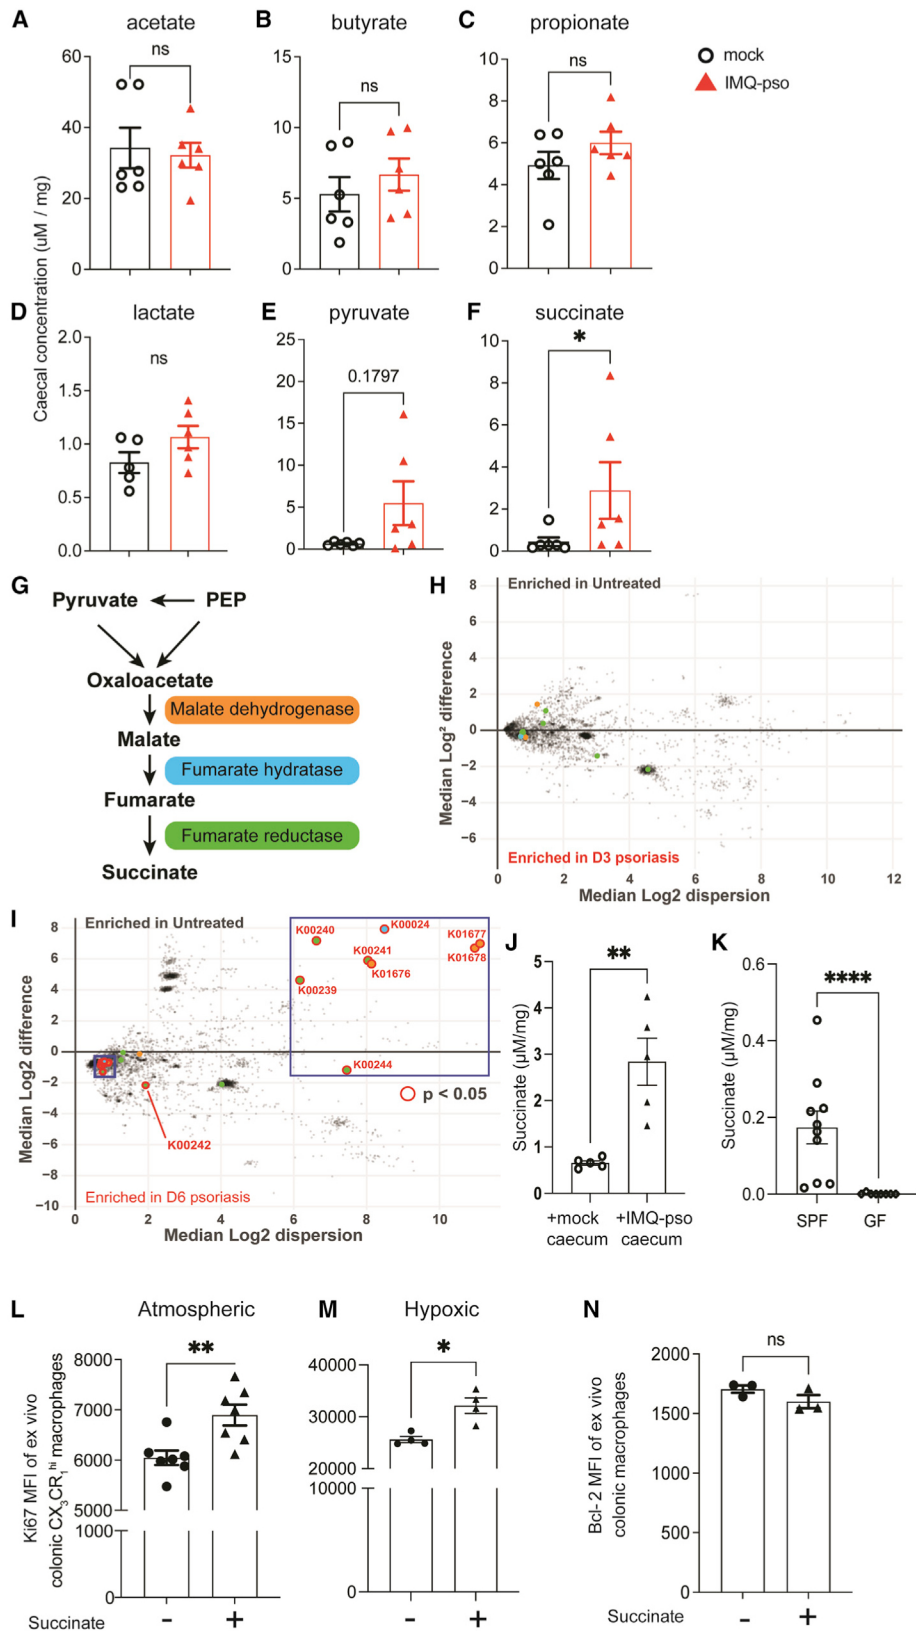 A
acetate
B
butyrate
C
propionate
mock
IMQ-pso
60
40
20
0
ns
15
10
5
0
ns
10
8
6
4
2
0
ns
Caecal concentration (uM / mg)
D
lactate
E
pyruvate
F
succinate
2.0
1.5
1.0
0.5
0.0
ns
25
20
15
10
5
0
0.1797
10
8
6
4
2
0
*
G
Pyruvate
PEP
Oxaloacetate
Malate dehydrogenase
Malate
Fumarate hydratase
Fumarate
Fumarate reductase
Succinate
H
Enriched in Untreated
8
6
4
2
0
−2
−4
−6
Median Log² difference
Enriched in D3 psoriasis
0 2 4 6 8 10 12
Median Log2 dispersion
I
Enriched in Untreated
8
6
4
2
0
−2
−4
−6
−8
−10
Median Log2 difference
K00240
K00024
K01677
K01678
K00241
K01676
K00239
K00244
p < 0.05
K00242
Enriched in D6 psoriasis
0 2 4 6 8 10
Median Log2 dispersion
J
**
5
4
3
2
1
0
Succinate (µM/mg)
+mock
caecum
+IMQ-pso
caecum
K
****
0.6
0.4
0.2
0.0
Succinate (µM/mg)
SPF
GF
L
Atmospheric
**
8000
7000
6000
5000
1000
0
Ki67 MFI of ex vivo
colonic CX₃CR₁ʰⁱ macrophages
Succinate
-
+
M
Hypoxic
*
40000
30000
20000
10000
0
-
+
N
ns
2000
1500
1000
500
0
Bcl-2 MFI of ex vivo
colonic macrophages
Succinate
-
+